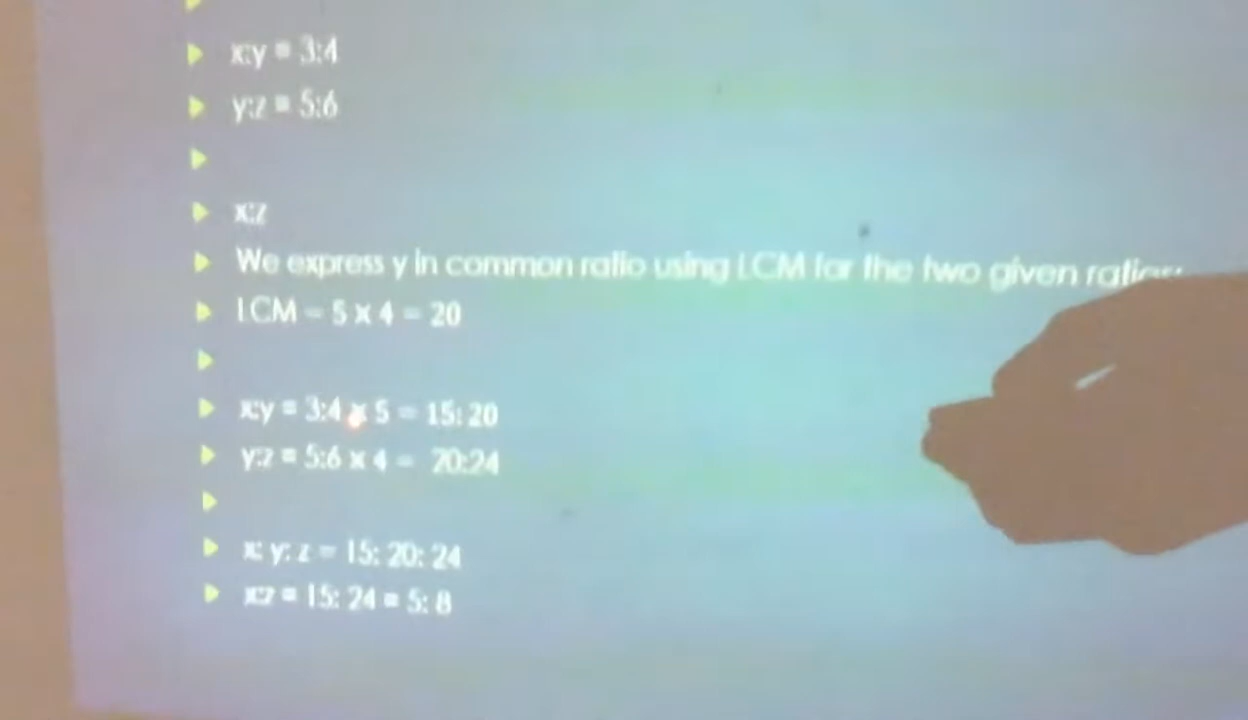 x:y = 3:4
y:z = 5:6
x:z
We express y in common ratio using LCM for the two given ratios:
LCM = 5 x 4 = 20
x:y = 3:4 x 5 = 15: 20
y:z = 5:6 x 4 = 20:24
x: y: z = 15: 20: 24
x:z = 15: 24 = 5: 8